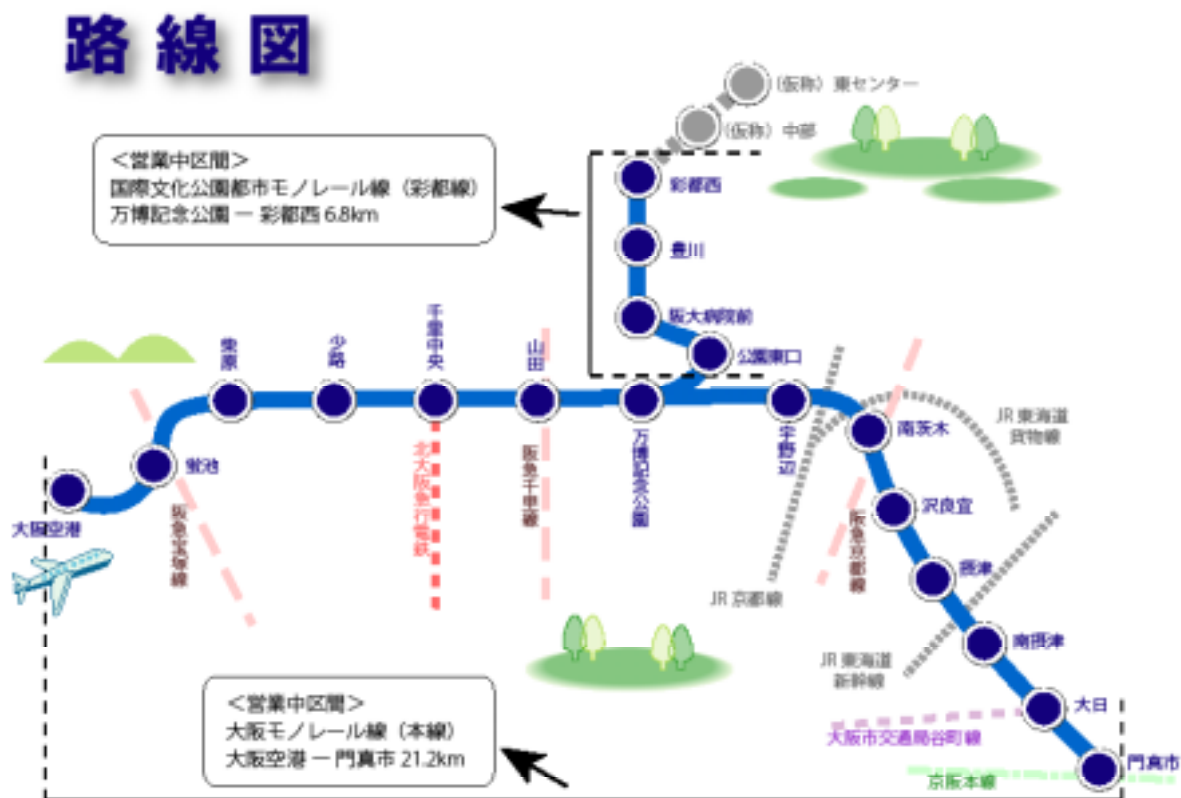 路線図
(仮称) 東センター
(仮称) 中部
<営業中区間>
国際文化公園都市モノレール線 (彩都線)
万博記念公園 ー 彩都西 6.8km
彩都西
豊川
阪大病院前
公園東口
柴原
少路
千里中央
山田
万博記念公園
宇野辺
南茨木
JR 東海道
貨物線
蛍池
大阪空港
阪急宝塚線
北大阪急行電鉄
阪急千里線
沢良宜
阪急京都線
摂津
JR 京都線
南摂津
JR 東海道
新幹線
<営業中区間>
大阪モノレール線 (本線)
大阪空港 ー 門真市 21.2km
大日
大阪市交通局谷町線
門真市
京阪本線